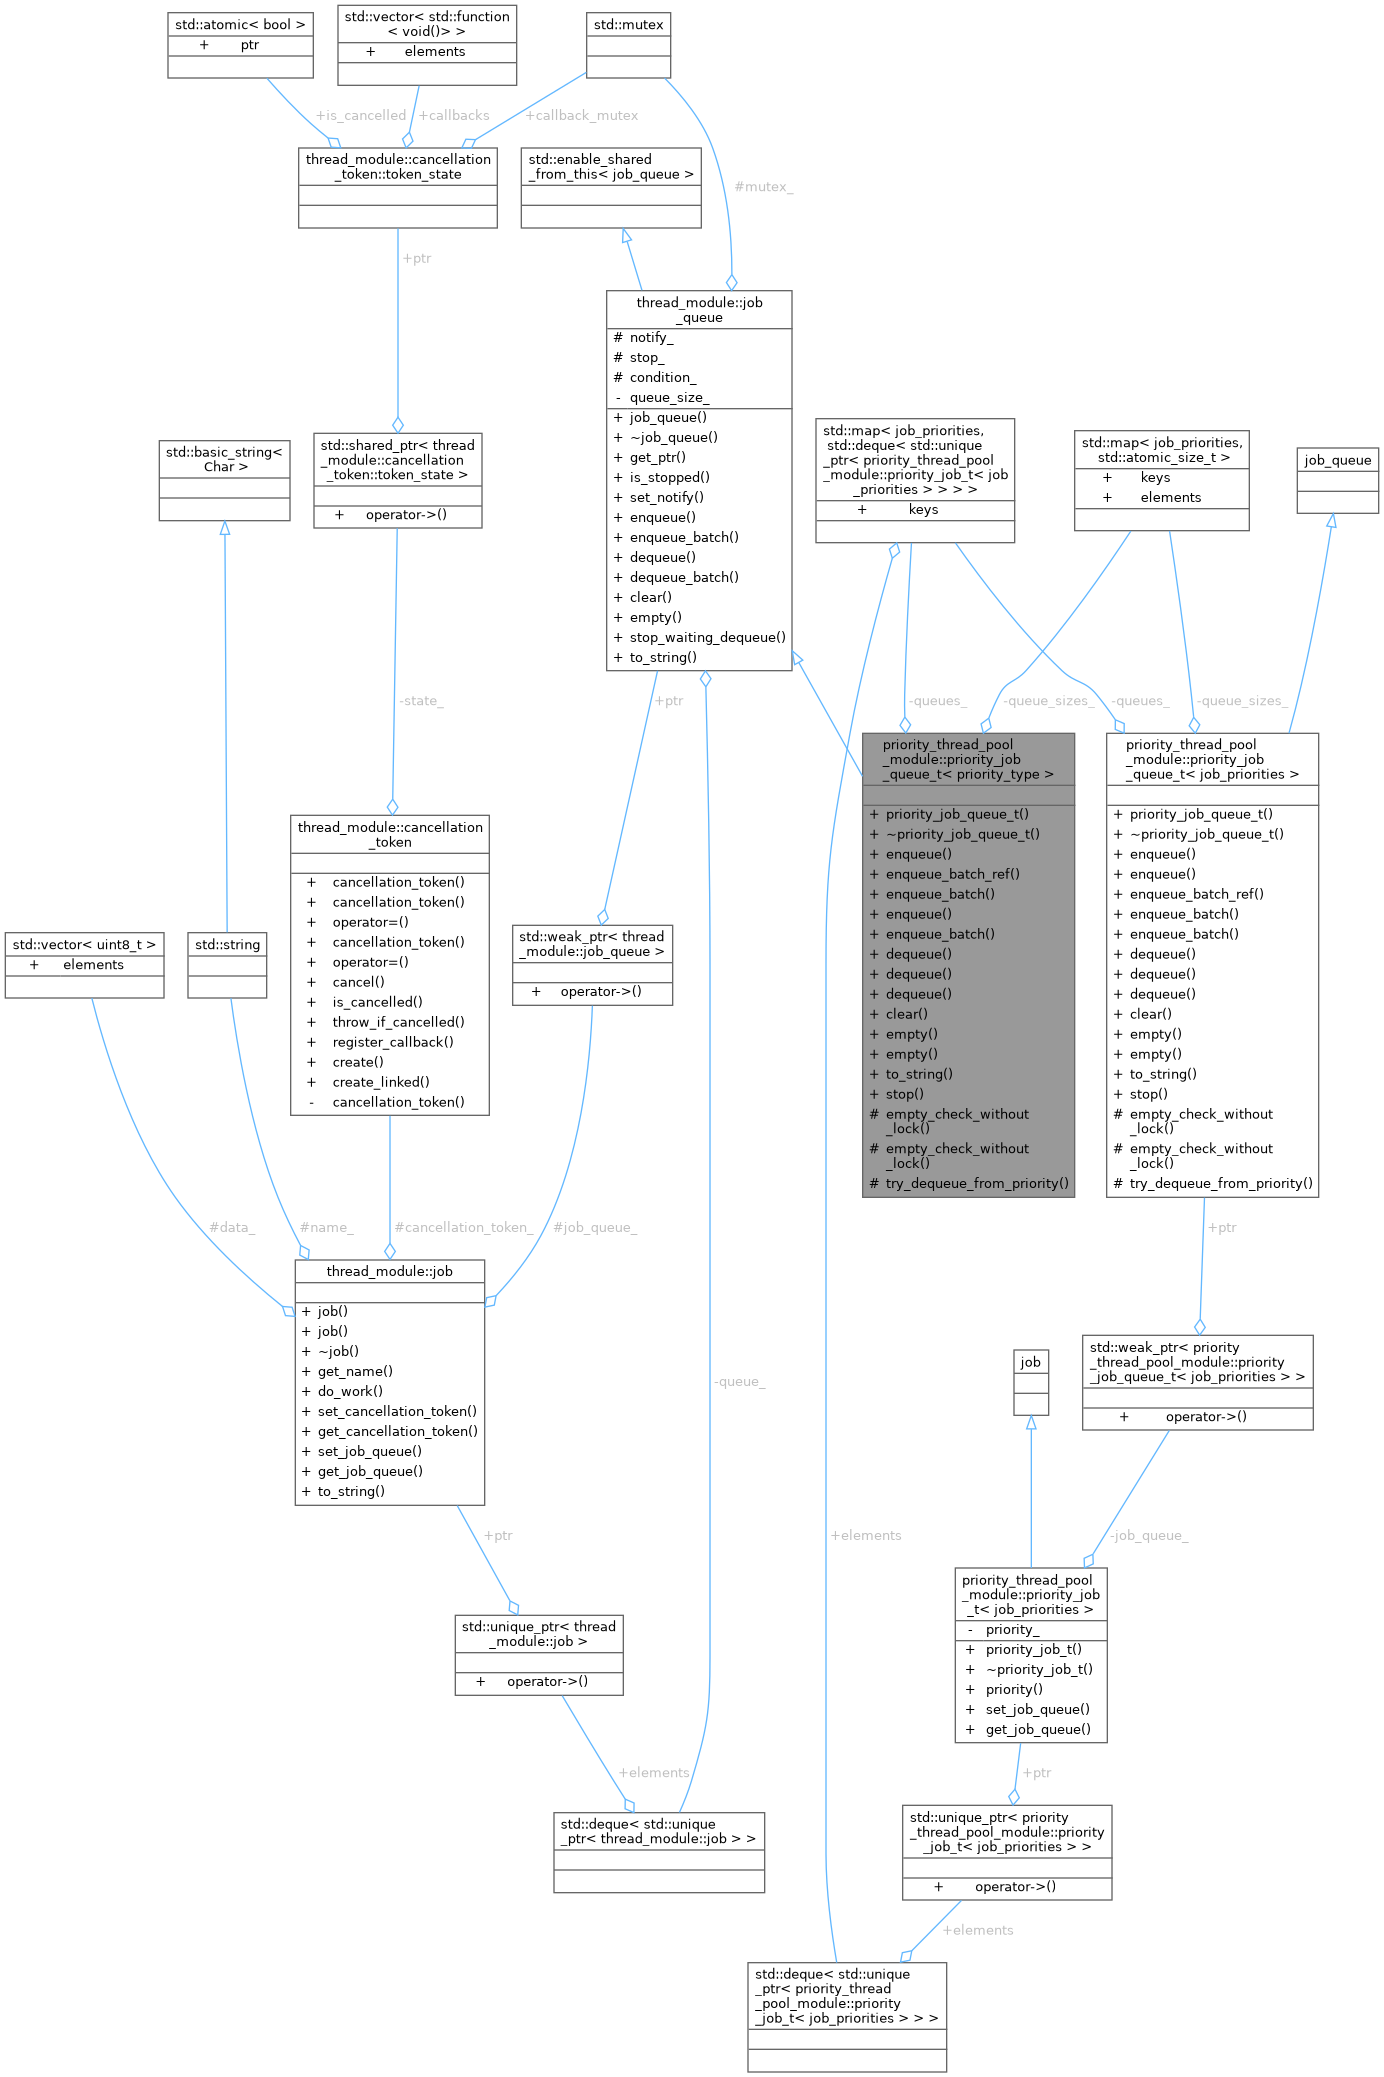 std::atomic< bool >
+ ptr
std::vector< std::function
< void()> >
+ elements
std::mutex
+is_cancelled
+callbacks
+callback_mutex
thread_module::cancellation
_token::token_state
std::enable_shared
_from_this< job_queue >
#mutex_
+ptr
thread_module::job
_queue
# notify_
# stop_
# condition_
- queue_size_
+ job_queue()
+ ~job_queue()
+ get_ptr()
+ is_stopped()
+ set_notify()
+ enqueue()
+ enqueue_batch()
+ dequeue()
+ dequeue_batch()
+ clear()
+ empty()
+ stop_waiting_dequeue()
+ to_string()
std::basic_string<
Char >
std::shared_ptr< thread
_module::cancellation
_token::token_state >
+ operator->()
std::map< job_priorities,
std::deque< std::unique
_ptr< priority_thread_pool
_module::priority_job_t< job
_priorities > > > >
+ keys
std::map< job_priorities,
std::atomic_size_t >
+ keys
+ elements
job_queue
-state_
+ptr
-queues_
-queue_sizes_
-queues_
-queue_sizes_
priority_thread_pool
_module::priority_job
_queue_t< priority_type >
+ priority_job_queue_t()
+ ~priority_job_queue_t()
+ enqueue()
+ enqueue_batch_ref()
+ enqueue_batch()
+ enqueue()
+ enqueue_batch()
+ dequeue()
+ dequeue()
+ dequeue()
+ clear()
+ empty()
+ empty()
+ to_string()
+ stop()
# empty_check_without
_lock()
# empty_check_without
_lock()
# try_dequeue_from_priority()
priority_thread_pool
_module::priority_job
_queue_t< job_priorities >
+ priority_job_queue_t()
+ ~priority_job_queue_t()
+ enqueue()
+ enqueue()
+ enqueue_batch_ref()
+ enqueue_batch()
+ enqueue_batch()
+ dequeue()
+ dequeue()
+ dequeue()
+ clear()
+ empty()
+ empty()
+ to_string()
+ stop()
# empty_check_without
_lock()
# empty_check_without
_lock()
# try_dequeue_from_priority()
thread_module::cancellation
_token
+ cancellation_token()
+ cancellation_token()
+ operator=()
+ cancellation_token()
+ operator=()
+ cancel()
+ is_cancelled()
+ throw_if_cancelled()
+ register_callback()
+ create()
+ create_linked()
- cancellation_token()
std::vector< uint8_t >
+ elements
std::string
std::weak_ptr< thread
_module::job_queue >
+ operator->()
#data_
#name_
#cancellation_token_
#job_queue_
+ptr
thread_module::job
+ job()
+ job()
+ ~job()
+ get_name()
+ do_work()
+ set_cancellation_token()
+ get_cancellation_token()
+ set_job_queue()
+ get_job_queue()
+ to_string()
-queue_
job
std::weak_ptr< priority
_thread_pool_module::priority
_job_queue_t< job_priorities > >
+ operator->()
+ptr
+elements
-job_queue_
priority_thread_pool
_module::priority_job
_t< job_priorities >
- priority_
+ priority_job_t()
+ ~priority_job_t()
+ priority()
+ set_job_queue()
+ get_job_queue()
std::unique_ptr< thread
_module::job >
+ operator->()
+elements
+ptr
std::deque< std::unique
_ptr< thread_module::job > >
std::unique_ptr< priority
_thread_pool_module::priority
_job_t< job_priorities > >
+ operator->()
+elements
std::deque< std::unique
_ptr< priority_thread
_pool_module::priority
_job_t< job_priorities > > >